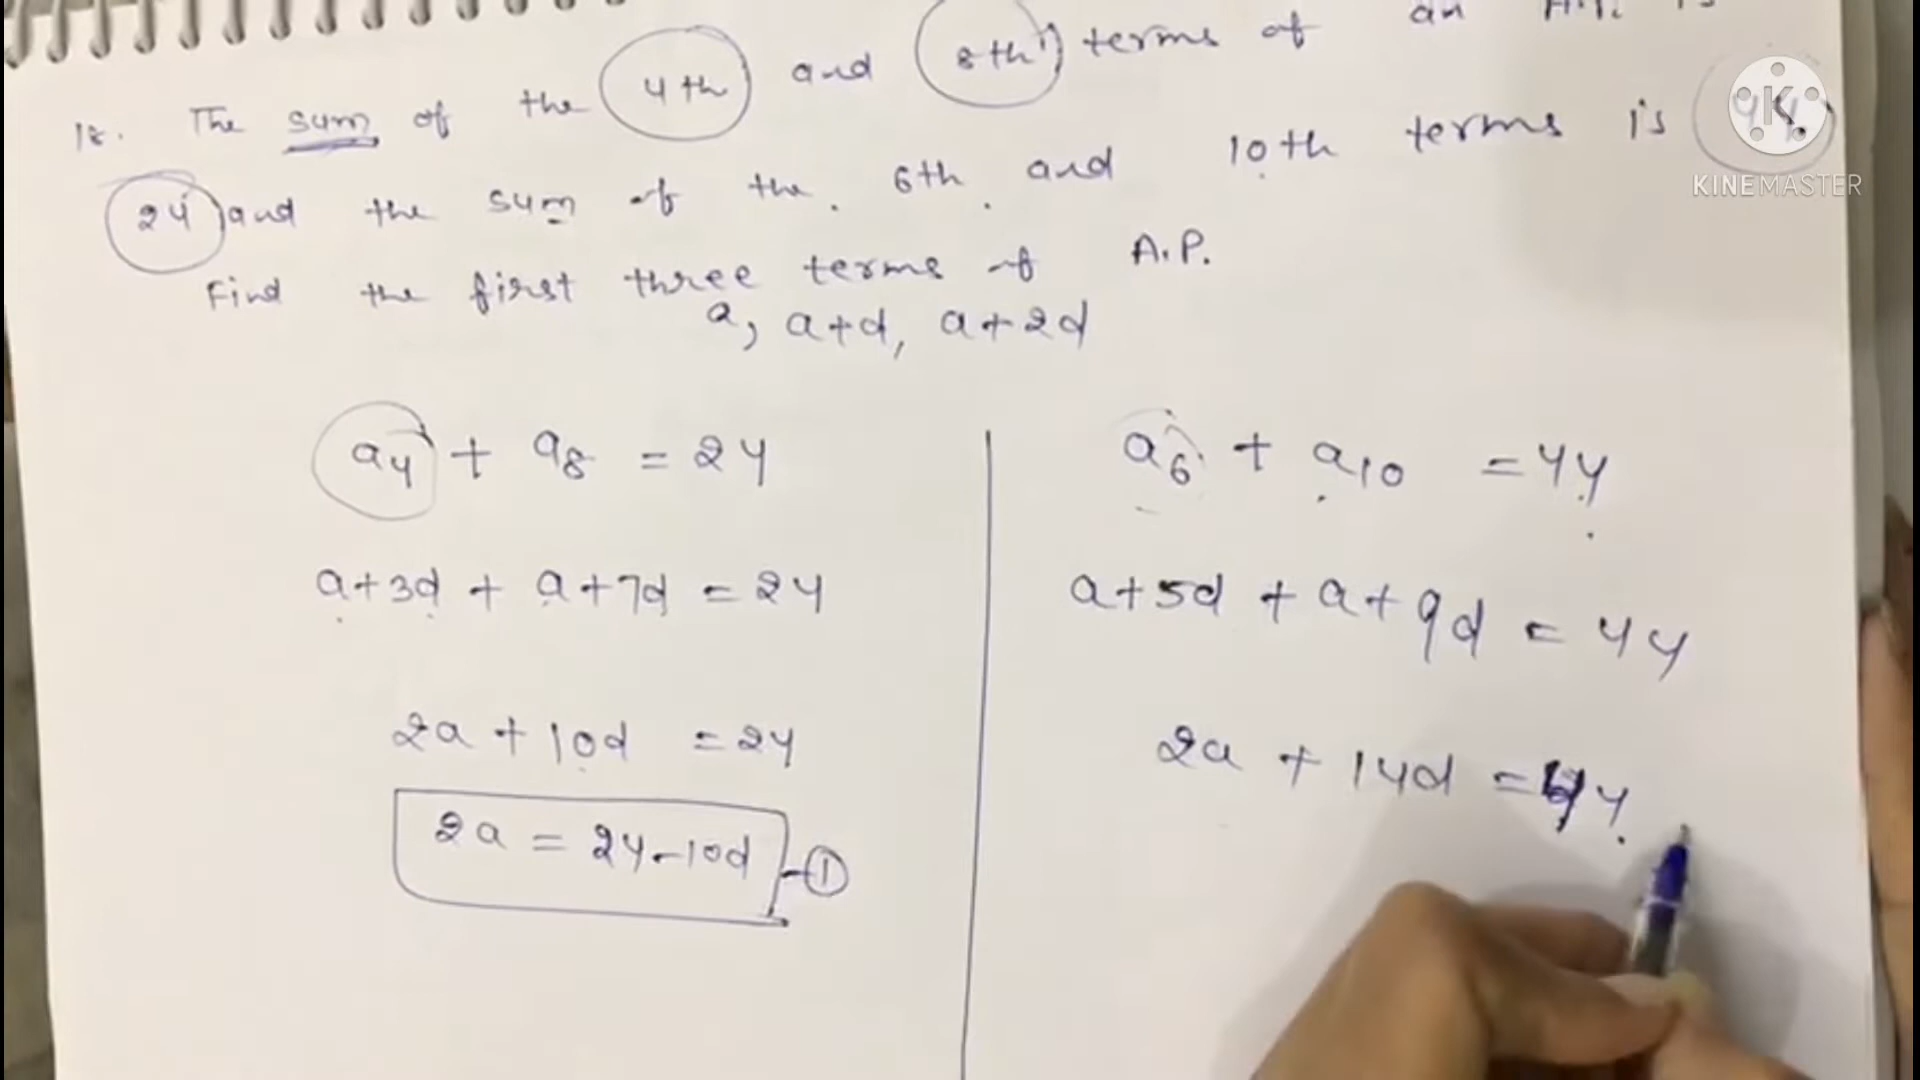 18. The sum of the 4th and 8th terms of an A.P. is
24 and the sum of the 6th and 10th terms is 44.
Find the first three terms of A.P.
a, a+d, a+2d
a4 + a8 = 24
a+3d + a+7d = 24
2a + 10d = 24
2a = 24-10d -①
a6 + a10 = 44
a+5d + a+9d = 44
2a + 14d = 44
K
KINEMASTER